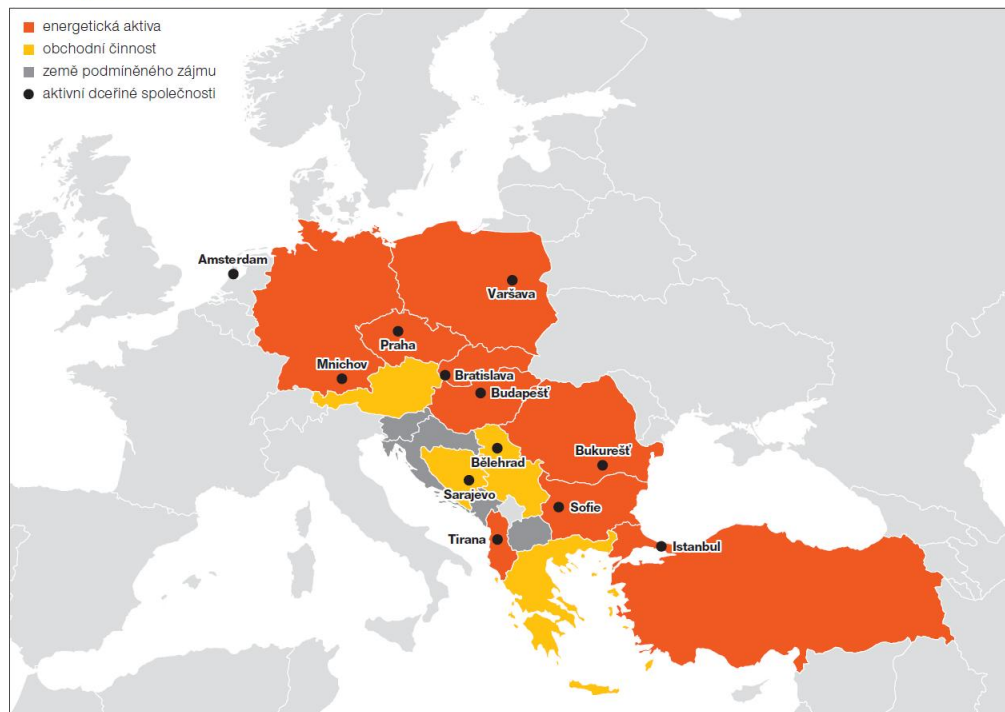 energetická aktiva
obchodní činnost
země podmíněného zájmu
aktivní dceřiné společnosti
Amsterdam
Varšava
Praha
Mnichov
Bratislava
Budapešť
Bělehrad
Bukurešť
Sarajevo
Sofie
Tirana
Istanbul